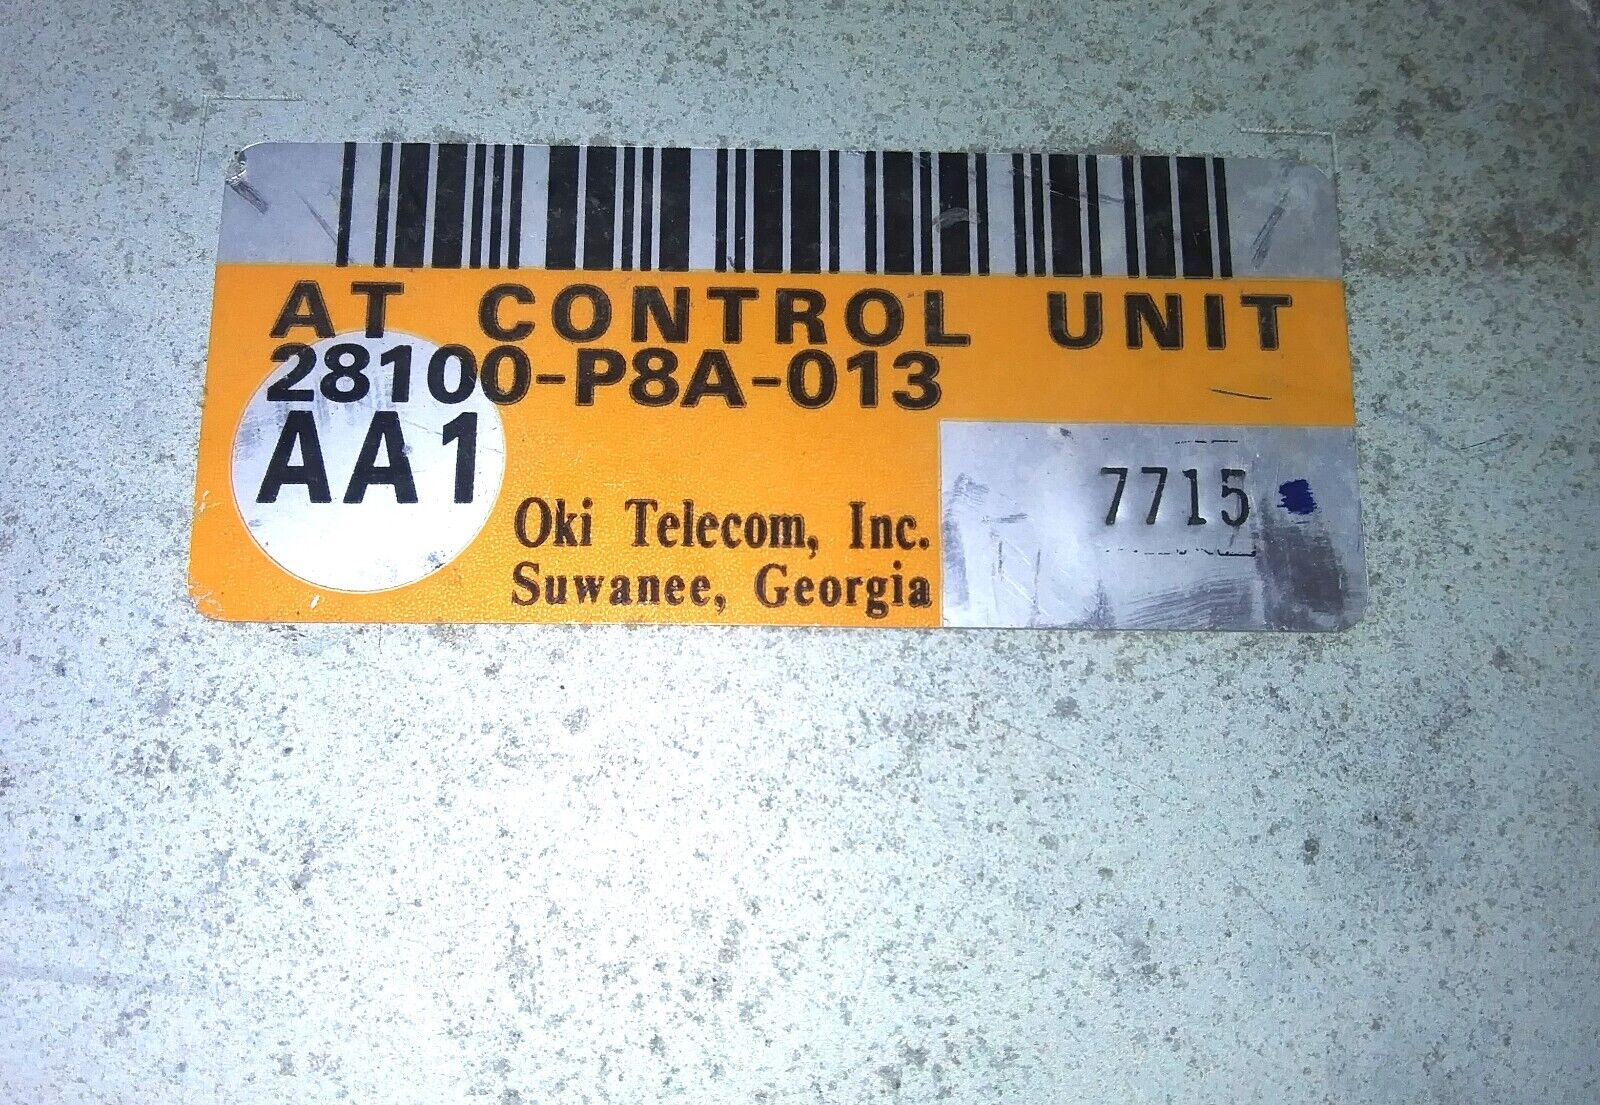 AT CONTROL UNIT
28100-P8A-013
AA1
7715
Oki Telecom, Inc.
Suwanee, Georgia